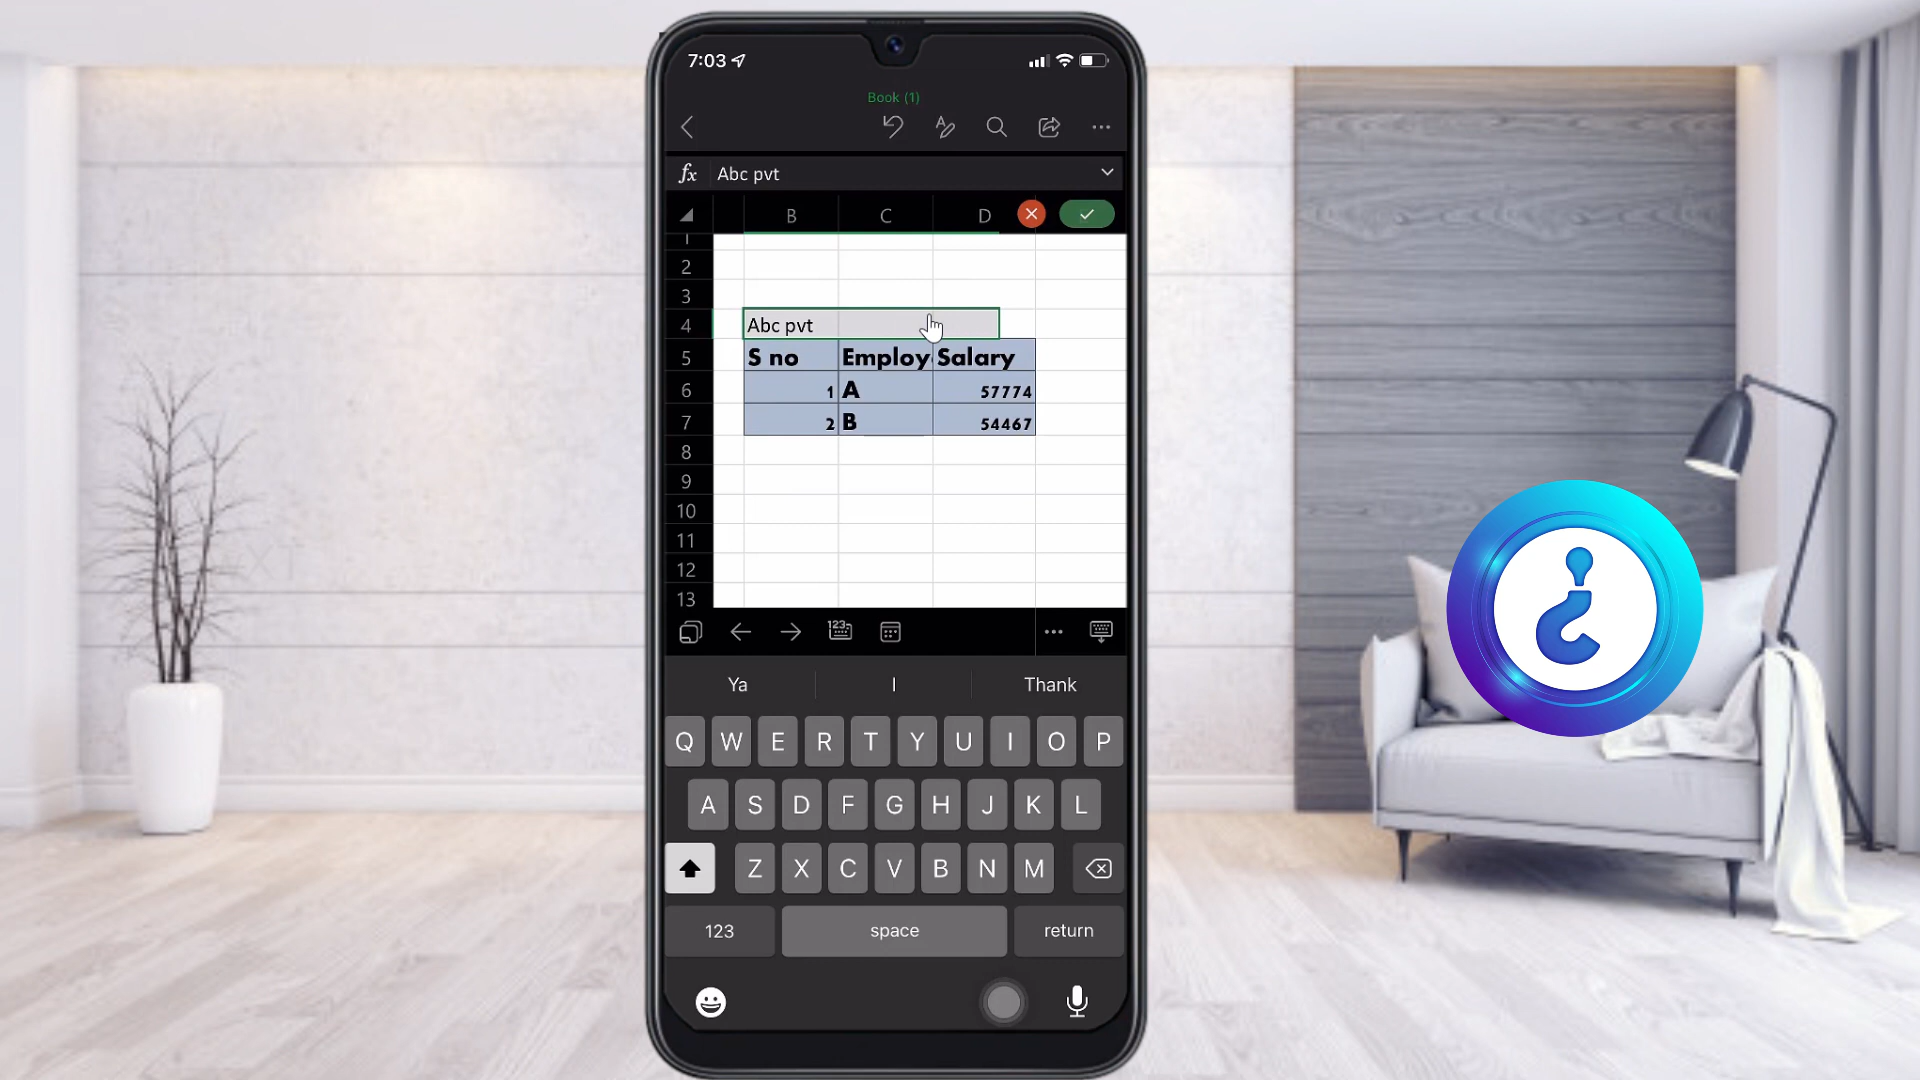 7:03
Book (1)
fx Abc pvt
B C D
1
2
3
4 Abc pvt
5 S no Employ Salary
6 1 A 57774
7 2 B 54467
8
9
10
11
12
13
123
Ya I Thank
Q W E R T Y U I O P
A S D F G H J K L
Z X C V B N M
123 space return